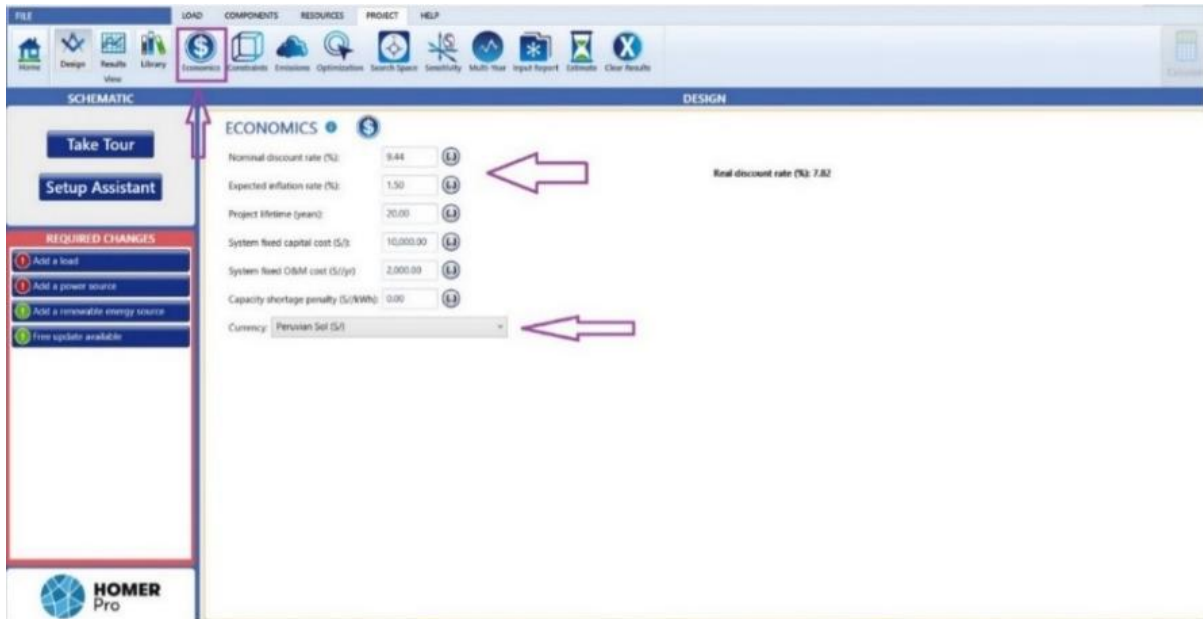 FILE
LOAD COMPONENTS RESOURCES PROJECT HELP
Home Design Results Library Economics Constraints Emissions Optimization Search Space Sensitivity Multi-Year Input Report Estimate Clear Results
View
Calculate
SCHEMATIC
DESIGN
Take Tour
Setup Assistant
REQUIRED CHANGES
Add a load
Add a power source
Add a renewable energy source
Free update available
HOMER
Pro
ECONOMICS
Nominal discount rate (%): 9.44
Real discount rate (%): 7.82
Expected inflation rate (%): 1.50
Project lifetime (years): 20.00
System fixed capital cost (S/): 10,000.00
System fixed O&M cost (S//yr): 2,000.00
Capacity shortage penalty (S//kWh): 0.00
Currency: Peruvian Sol (S/)